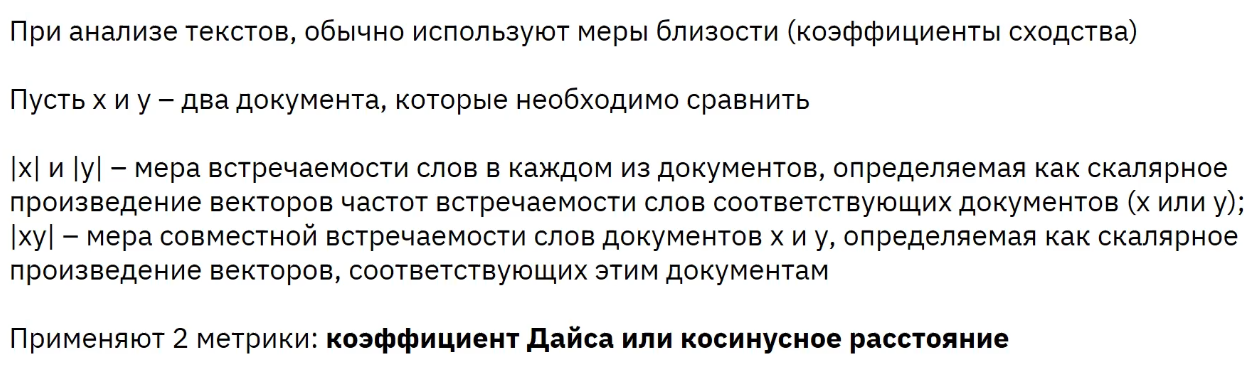 При анализе текстов, обычно используют меры близости (коэффициенты сходства)
Пусть x и y – два документа, которые необходимо сравнить
|x| и |y| – мера встречаемости слов в каждом из документов, определяемая как скалярное
произведение векторов частот встречаемости слов соответствующих документов (x или y);
|xy| – мера совместной встречаемости слов документов x и y, определяемая как скалярное
произведение векторов, соответствующих этим документам
Применяют 2 метрики: коэффициент Дайса или косинусное расстояние